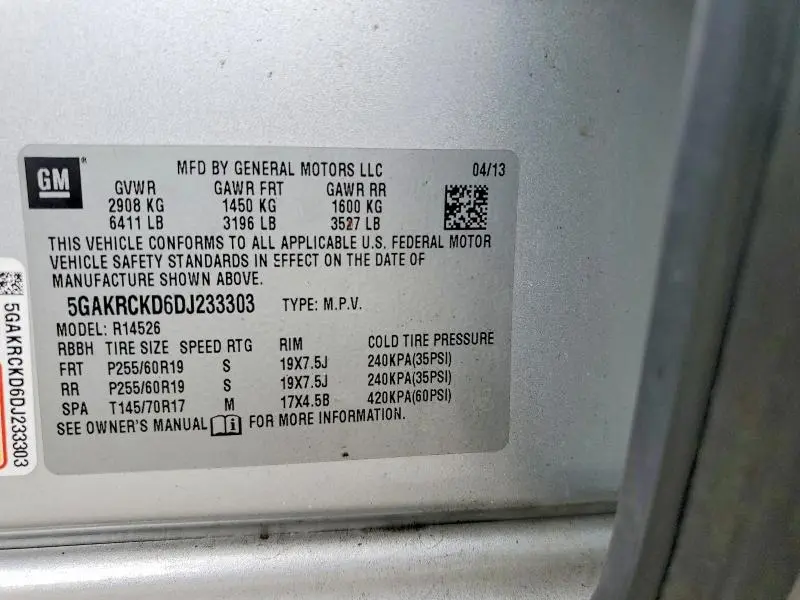 GM ®
MFD BY GENERAL MOTORS LLC 04/13
GVWR GAWR FRT GAWR RR
2908 KG 1450 KG 1600 KG
6411 LB 3196 LB 3527 LB
THIS VEHICLE CONFORMS TO ALL APPLICABLE U.S. FEDERAL MOTOR
VEHICLE SAFETY STANDARDS IN EFFECT ON THE DATE OF
MANUFACTURE SHOWN ABOVE.
5GAKRCKD6DJ233303 TYPE: M.P.V.
MODEL: R14526
RBBH TIRE SIZE SPEED RTG RIM COLD TIRE PRESSURE
FRT P255/60R19 S 19X7.5J 240KPA(35PSI)
RR P255/60R19 S 19X7.5J 240KPA(35PSI)
SPA T145/70R17 M 17X4.5B 420KPA(60PSI)
SEE OWNER'S MANUAL i FOR MORE INFORMATION.
5GAKRCKD6DJ233303